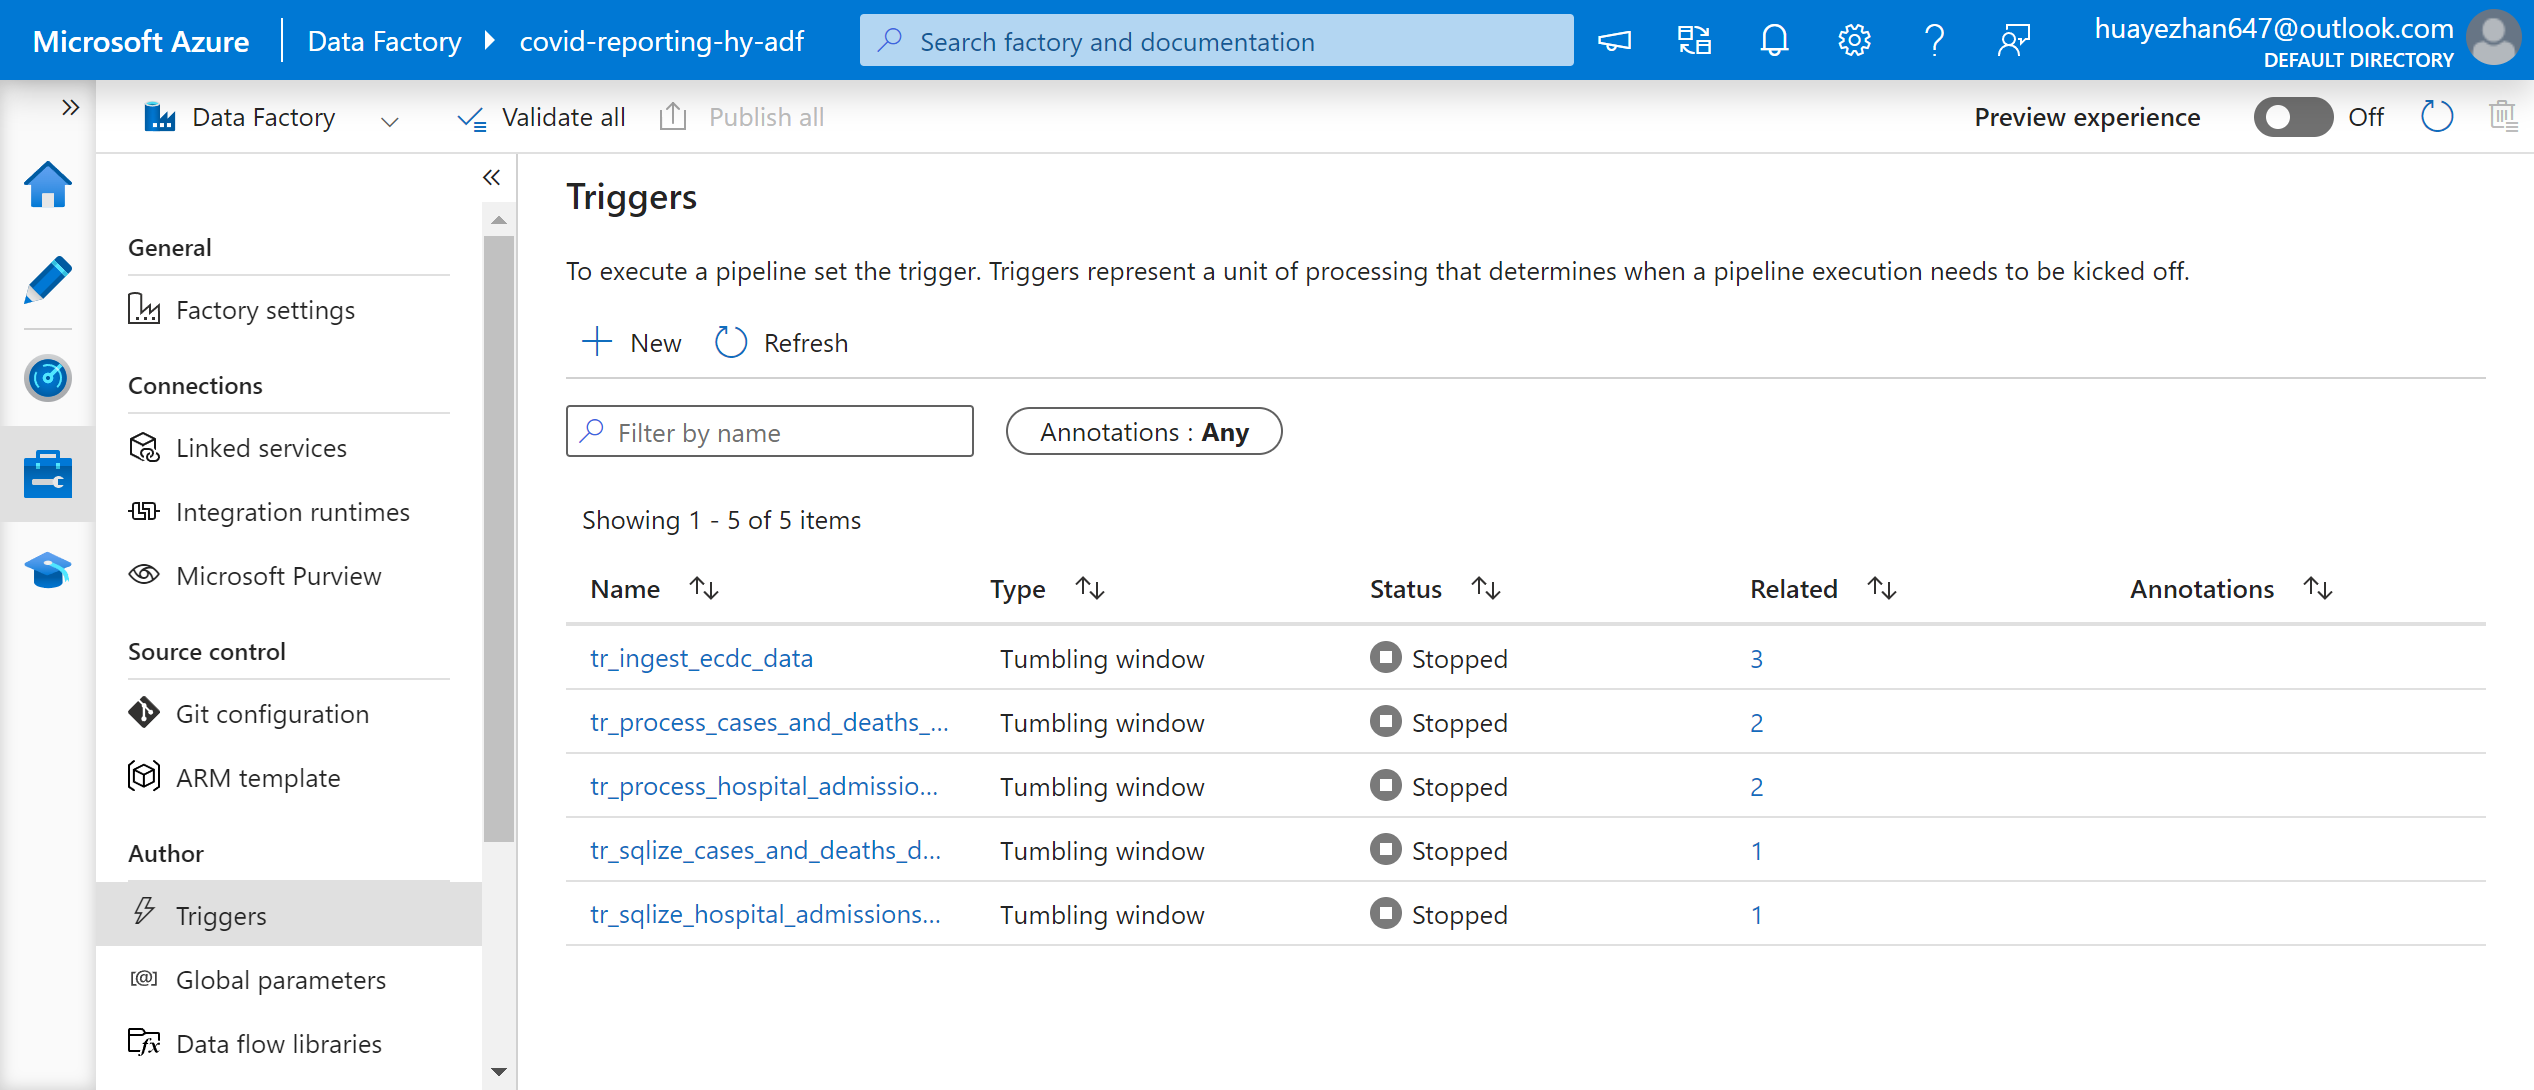 Microsoft Azure
Data Factory
covid-reporting-hy-adf
Search factory and documentation
huayezhan647@outlook.com
DEFAULT DIRECTORY
Data Factory
Validate all
Publish all
Preview experience
Off
General
Factory settings
Connections
Linked services
Integration runtimes
Microsoft Purview
Source control
Git configuration
ARM template
Author
Triggers
Global parameters
Data flow libraries
Triggers
To execute a pipeline set the trigger. Triggers represent a unit of processing that determines when a pipeline execution needs to be kicked off.
New Refresh
Filter by name
Annotations : Any
Showing 1 - 5 of 5 items
Name Type Status Related Annotations
tr_ingest_ecdc_data Tumbling window Stopped 3
tr_process_cases_and_deaths_... Tumbling window Stopped 2
tr_process_hospital_admissio... Tumbling window Stopped 2
tr_sqlize_cases_and_deaths_d... Tumbling window Stopped 1
tr_sqlize_hospital_admissions... Tumbling window Stopped 1